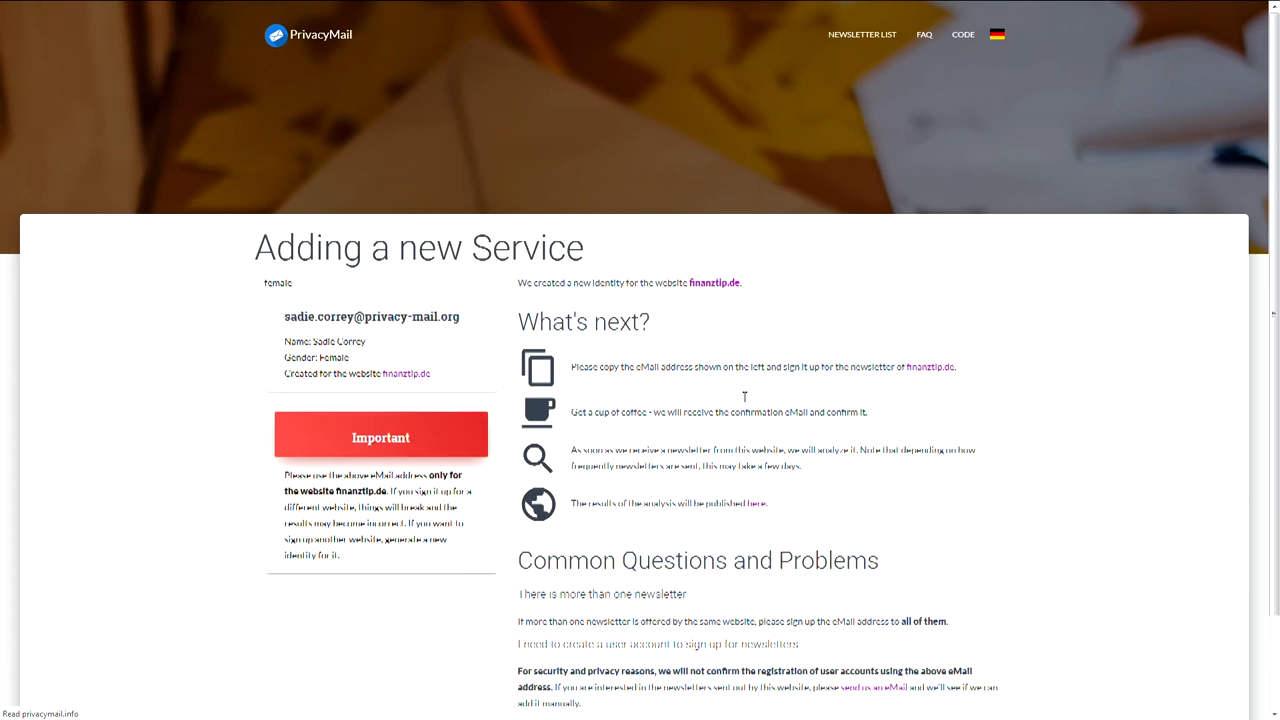 PrivacyMail
NEWSLETTER LIST FAQ CODE
Adding a new Service
female
sadie.correy@privacy-mail.org
Name: Sadie Correy
Gender: Female
Created for the website finanztip.de
Important
Please use the above eMail address only for
the website finanztip.de. If you sign it up for a
different website, things will break and the
results may become incorrect. If you want to
sign up another website, generate a new
identity for it.
We created a new identity for the website finanztip.de.
What's next?
Please copy the eMail address shown on the left and sign it up for the newsletter of finanztip.de.
Get a cup of coffee - we will receive the confirmation eMail and confirm it.
As soon as we receive a newsletter from this website, we will analyze it. Note that depending on how
frequently newsletters are sent, this may take a few days.
The results of the analysis will be published here.
Common Questions and Problems
There is more than one newsletter
If more than one newsletter is offered by the same website, please sign up the eMail address to all of them.
I need to create a user account to sign up for newsletters
For security and privacy reasons, we will not confirm the registration of user accounts using the above eMail
address. If you are interested in the newsletters sent out by this website, please send us an eMail and we'll see if we can
add it manually.
Read privacymail.info